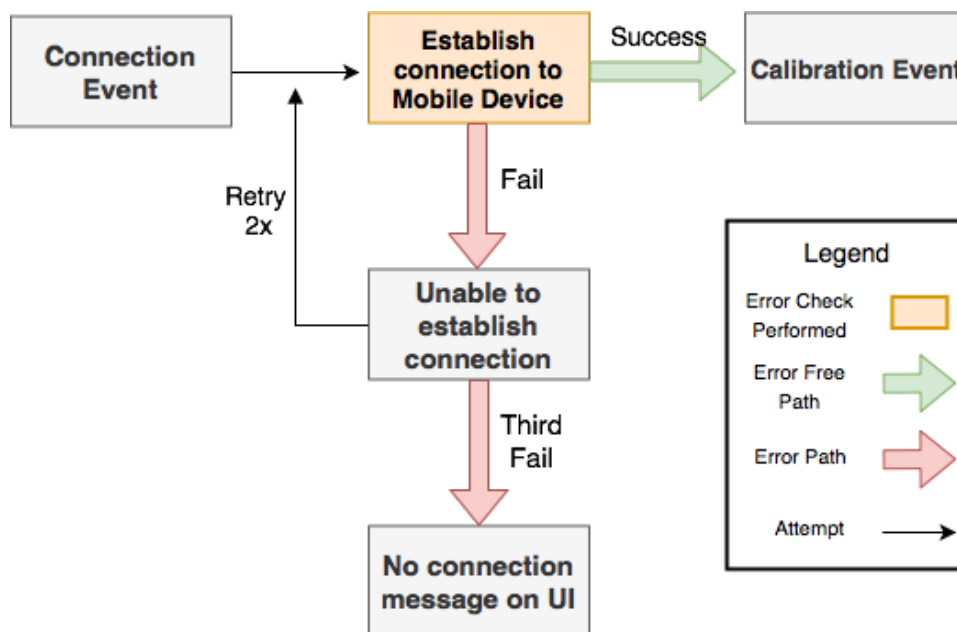 Connection
Event
Establish
connection to
Mobile Device
Success
Calibration Event
Fail
Retry
2x
Unable to
establish
connection
Third
Fail
No connection
message on UI
Legend
Error Check
Performed
Error Free
Path
Error Path
Attempt